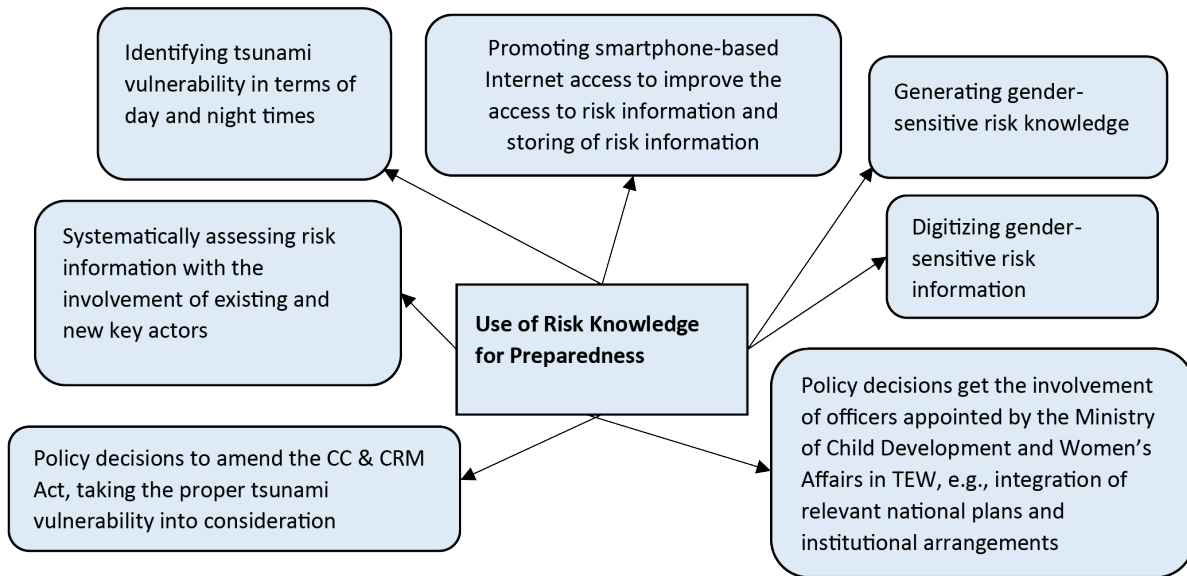 Identifying tsunami
vulnerability in terms of
day and night times
Promoting smartphone-based
Internet access to improve the
access to risk information and
storing of risk information
Generating gender-
sensitive risk knowledge
Systematically assessing risk
information with the
involvement of existing and
new key actors
Digitizing gender-
sensitive risk
information
Use of Risk Knowledge
for Preparedness
Policy decisions to amend the CC & CRM
Act, taking the proper tsunami
vulnerability into consideration
Policy decisions get the involvement
of officers appointed by the Ministry
of Child Development and Women’s
Affairs in TEW, e.g., integration of
relevant national plans and
institutional arrangements